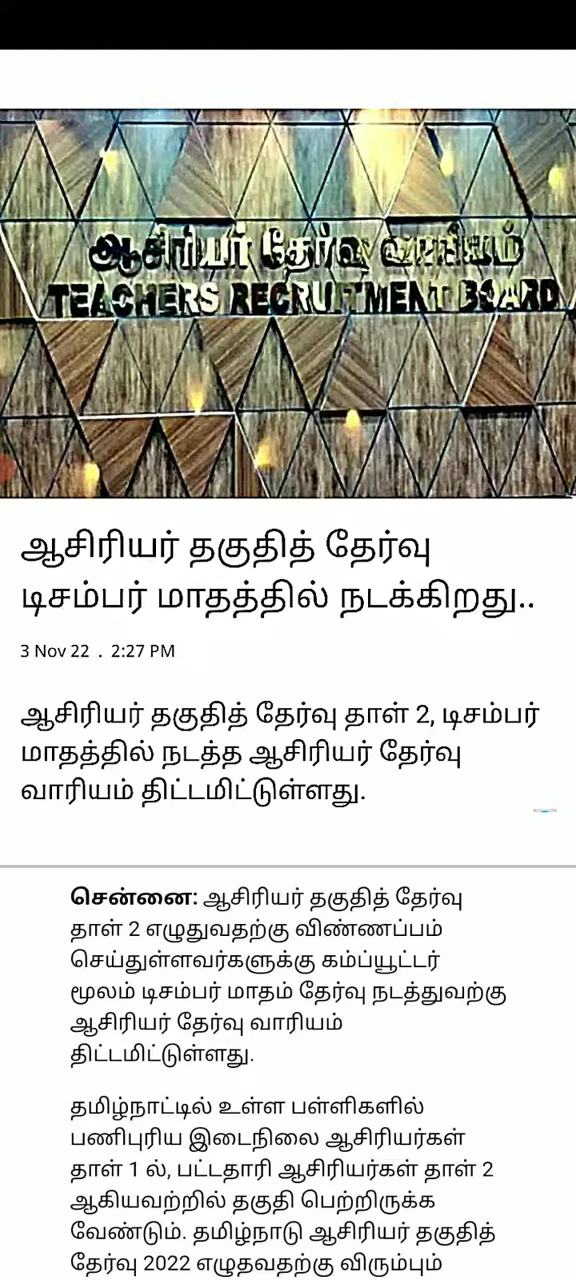 ஆசிரியர் தேர்வு வாரியம்
TEACHERS RECRUITMENT BOARD
ஆசிரியர் தகுதித் தேர்வு
டிசம்பர் மாதத்தில் நடக்கிறது..
3 Nov 22 . 2:27 PM
ஆசிரியர் தகுதித் தேர்வு தாள் 2, டிசம்பர்
மாதத்தில் நடத்த ஆசிரியர் தேர்வு
வாரியம் திட்டமிட்டுள்ளது.
சென்னை: ஆசிரியர் தகுதித் தேர்வு
தாள் 2 எழுதுவதற்கு விண்ணப்பம்
செய்துள்ளவர்களுக்கு கம்ப்யூட்டர்
மூலம் டிசம்பர் மாதம் தேர்வு நடத்துவற்கு
ஆசிரியர் தேர்வு வாரியம்
திட்டமிட்டுள்ளது.
தமிழ்நாட்டில் உள்ள பள்ளிகளில்
பணிபுரிய இடைநிலை ஆசிரியர்கள்
தாள் 1 ல், பட்டதாரி ஆசிரியர்கள் தாள் 2
ஆகியவற்றில் தகுதி பெற்றிருக்க
வேண்டும். தமிழ்நாடு ஆசிரியர் தகுதித்
தேர்வு 2022 எழுதவதற்கு விரும்பும்